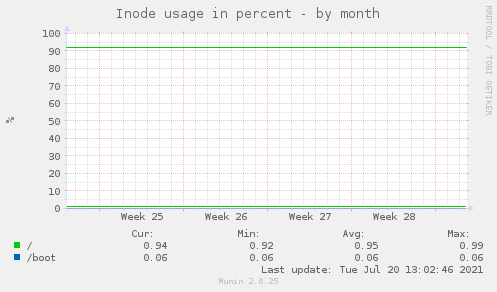 Inode usage in percent - by month
RRDTOOL / TOBI OETIKER
%
100
90
80
70
60
50
40
30
20
10
0
Week 25 Week 26 Week 27 Week 28
Cur: Min: Avg: Max:
/ 0.94 0.92 0.95 0.99
/boot 0.06 0.06 0.06 0.06
Last update: Tue Jul 20 13:02:46 2021
Munin 2.0.25